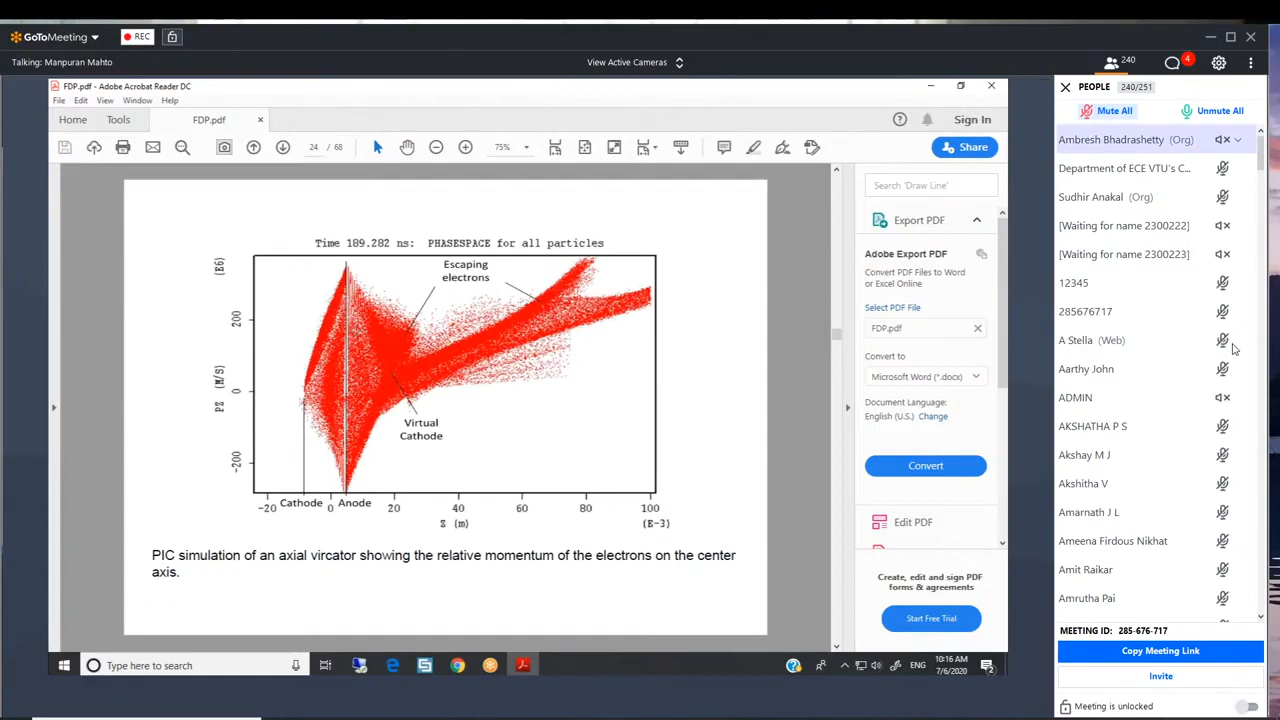 GoToMeeting
REC
Talking: Manpuran Mahto
View Active Cameras
240
4
FDP.pdf - Adobe Acrobat Reader DC
File Edit View Window Help
Home Tools FDP.pdf Sign In
24 / 68
75%
Share
Time 189.282 ns: PHASESPACE for all particles
(E6)
200
PZ (M/S)
0
-200
Escaping
electrons
Virtual
Cathode
-20 0 20 40 60 80 100
Cathode Anode
Z (m)
(E-3)
PIC simulation of an axial vircator showing the relative momentum of the electrons on the center
axis.
Search 'Draw Line'
Export PDF
Adobe Export PDF
Convert PDF Files to Word
or Excel Online
Select PDF File
FDP.pdf
Convert to
Microsoft Word (*.docx)
Document Language:
English (U.S.) Change
Convert
Edit PDF
Create, edit and sign PDF
forms & agreements
Start Free Trial
Type here to search
ENG
10:16 AM
7/6/2020
2
PEOPLE 240/251
Mute All Unmute All
Ambresh Bhadrashetty (Org)
Department of ECE VTU's C...
Sudhir Anakal (Org)
[Waiting for name 2300222]
[Waiting for name 2300223]
12345
285676717
A Stella (Web)
Aarthy John
ADMIN
AKSHATHA P S
Akshay M J
Akshitha V
Amarnath J L
Ameena Firdous Nikhat
Amit Raikar
Amrutha Pai
MEETING ID: 285-676-717
Copy Meeting Link
Invite
Meeting is unlocked